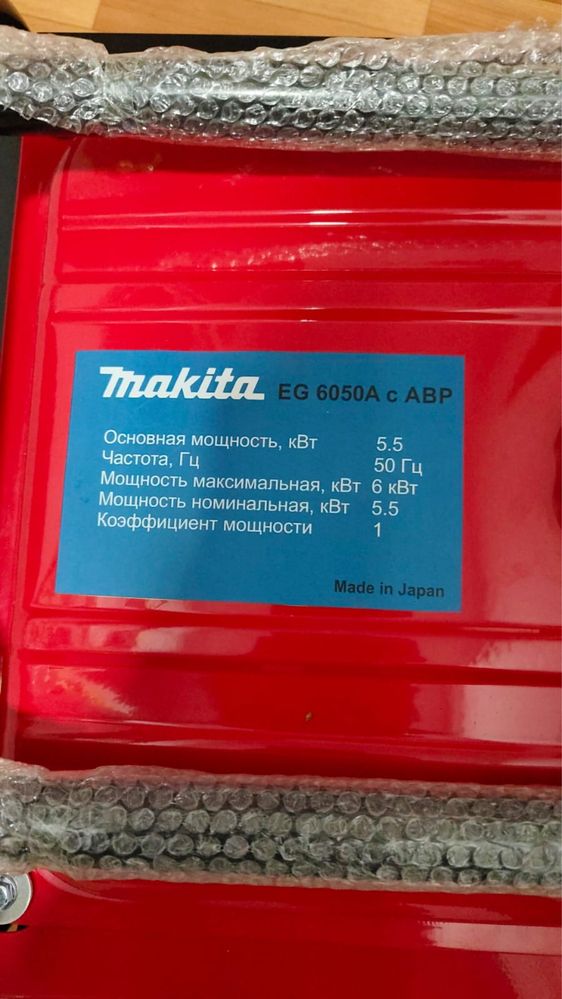 makita EG 6050A с АВР
Основная мощность, кВт 5.5
Частота, Гц 50 Гц
Мощность максимальная, кВт 6 кВт
Мощность номинальная, кВт 5.5
Коэффициент мощности 1
Made in Japan